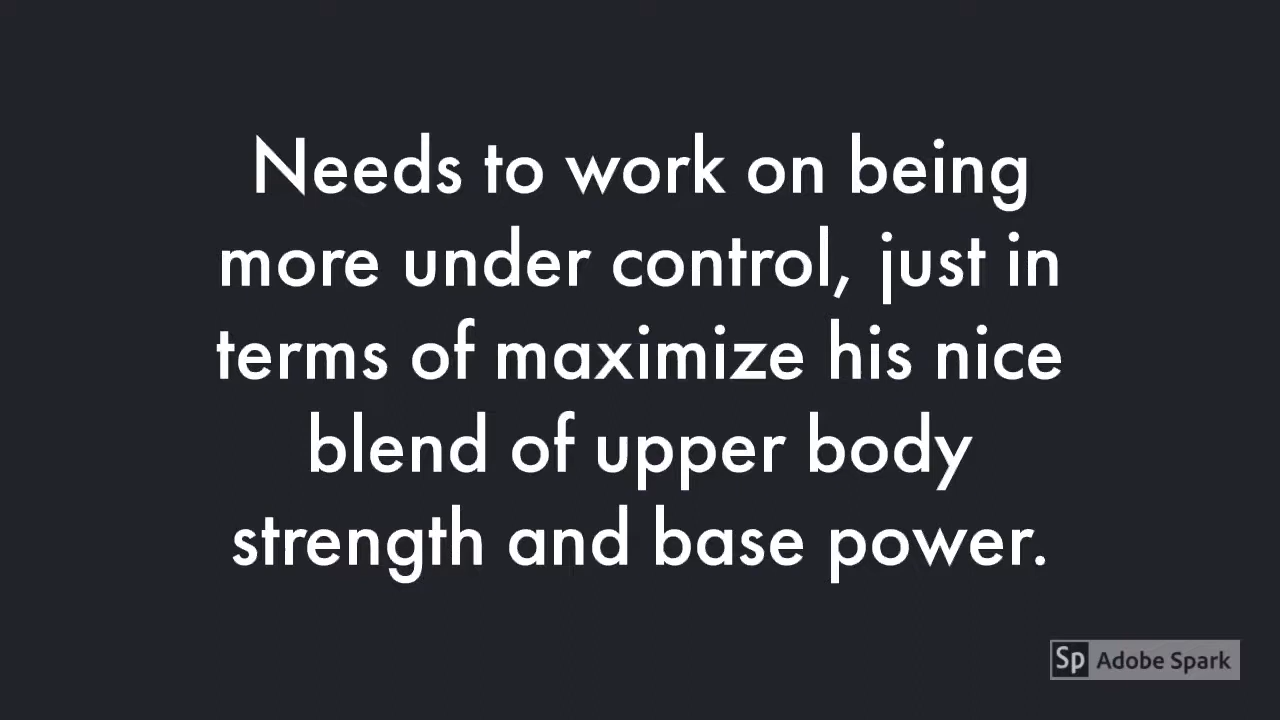 Needs to work on being
more under control, just in
terms of maximize his nice
blend of upper body
strength and base power.
Sp Adobe Spark